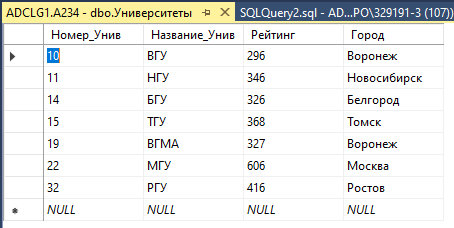 ADCLG1.A234 - dbo.Университеты SQLQuery2.sql - AD...PO\329191-3 (107))
Номер_Унив Название_Унив Рейтинг Город
10 ВГУ 296 Воронеж
11 НГУ 346 Новосибирск
14 БГУ 326 Белгород
15 ТГУ 368 Томск
19 ВГМА 327 Воронеж
22 МГУ 606 Москва
32 РГУ 416 Ростов
NULL NULL NULL NULL